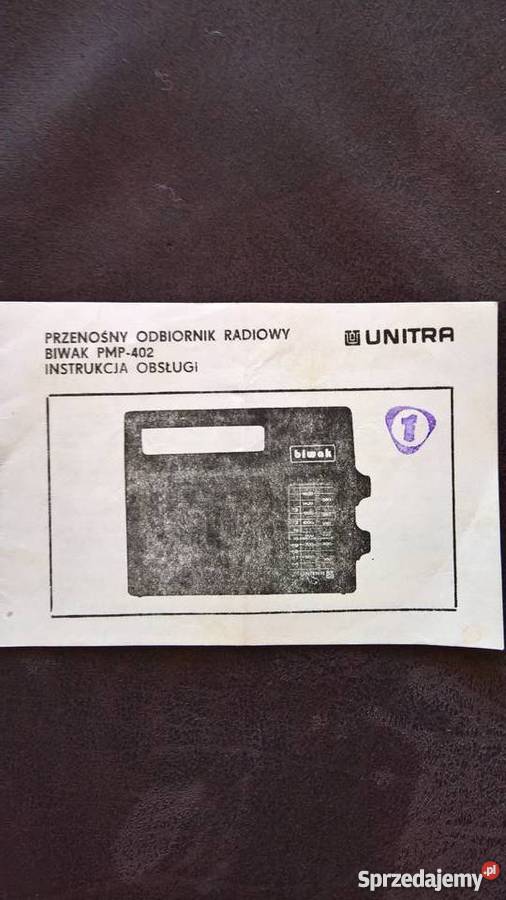 PRZENOŚNY ODBIORNIK RADIOWY
BIWAK PMP-402
INSTRUKCJA OBSŁUGI
UNITRA
1
biwak
Sprzedajemy.pl